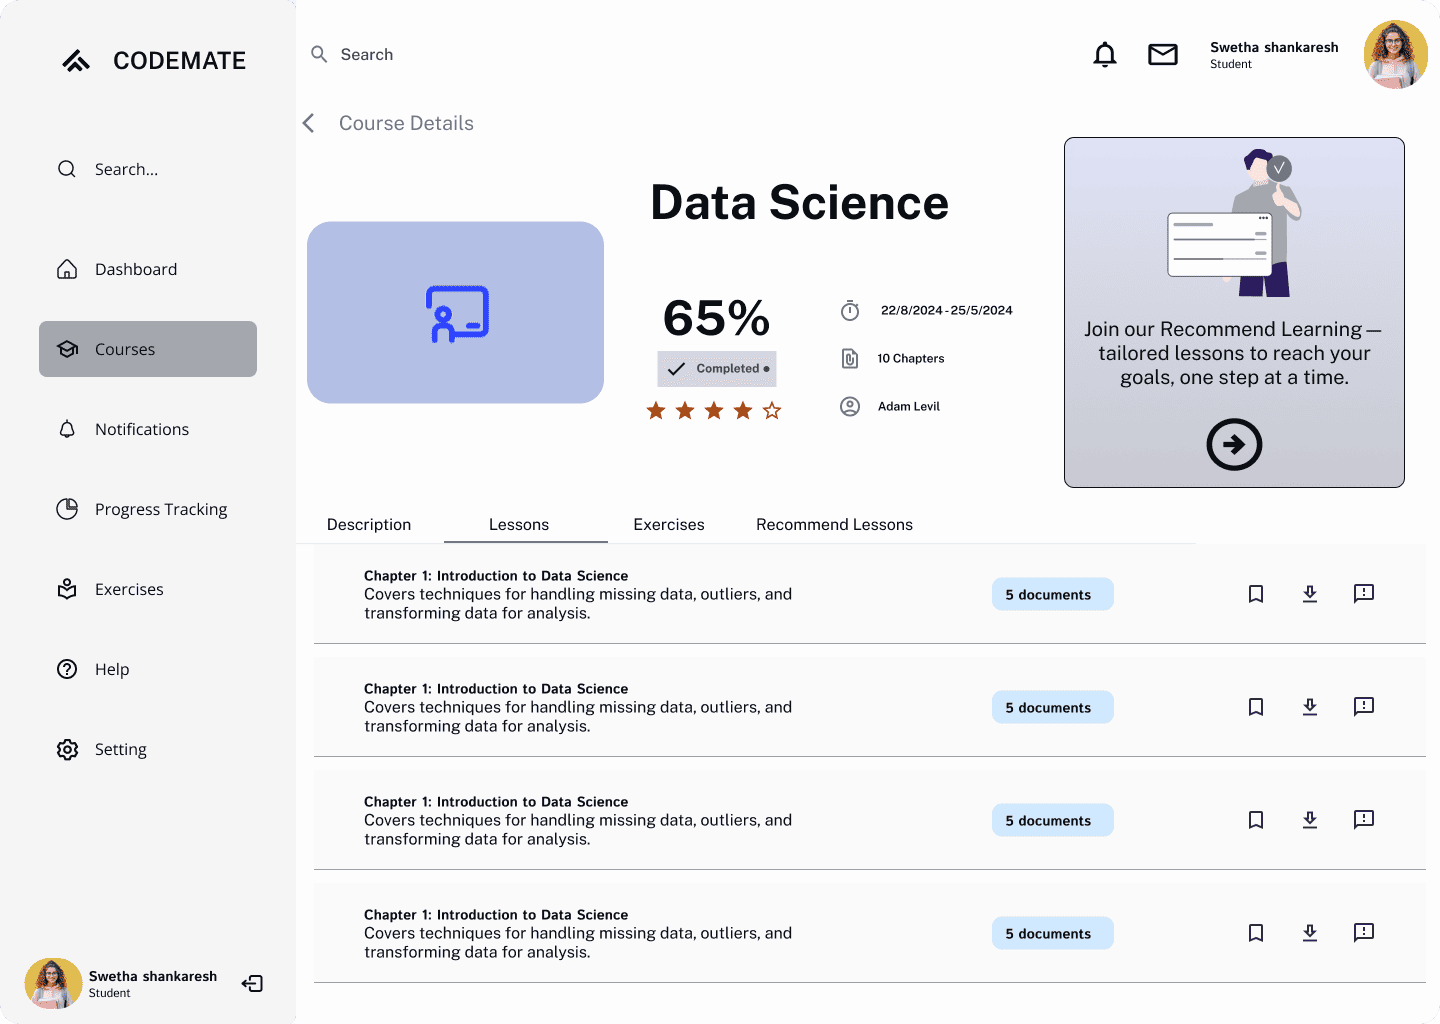 CODEMATE
Search...
Dashboard
Courses
Notifications
Progress Tracking
Exercises
Help
Setting
Swetha shankaresh
Student
Search
Swetha shankaresh
Student
Course Details
Data Science
65%
Completed
22/8/2024-25/5/2024
10 Chapters
Adam Levil
Join our Recommend Learning—
tailored lessons to reach your
goals, one step at a time.
Description
Lessons
Exercises
Recommend Lessons
Chapter 1: Introduction to Data Science
Covers techniques for handling missing data, outliers, and
transforming data for analysis.
5 documents
Chapter 1: Introduction to Data Science
Covers techniques for handling missing data, outliers, and
transforming data for analysis.
5 documents
Chapter 1: Introduction to Data Science
Covers techniques for handling missing data, outliers, and
transforming data for analysis.
5 documents
Chapter 1: Introduction to Data Science
Covers techniques for handling missing data, outliers, and
transforming data for analysis.
5 documents